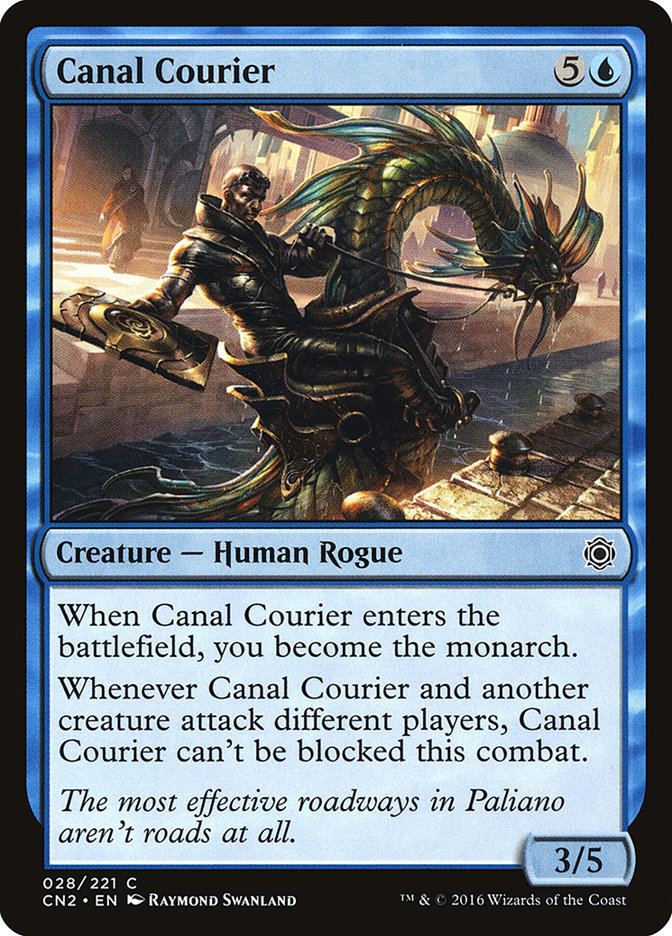 Canal Courier 5
Creature — Human Rogue
When Canal Courier enters the
battlefield, you become the monarch.
Whenever Canal Courier and another
creature attack different players, Canal
Courier can't be blocked this combat.
The most effective roadways in Paliano
aren't roads at all.
3/5
028/221 C
CN2 • EN Raymond Swanland
™ & © 2016 Wizards of the Coast